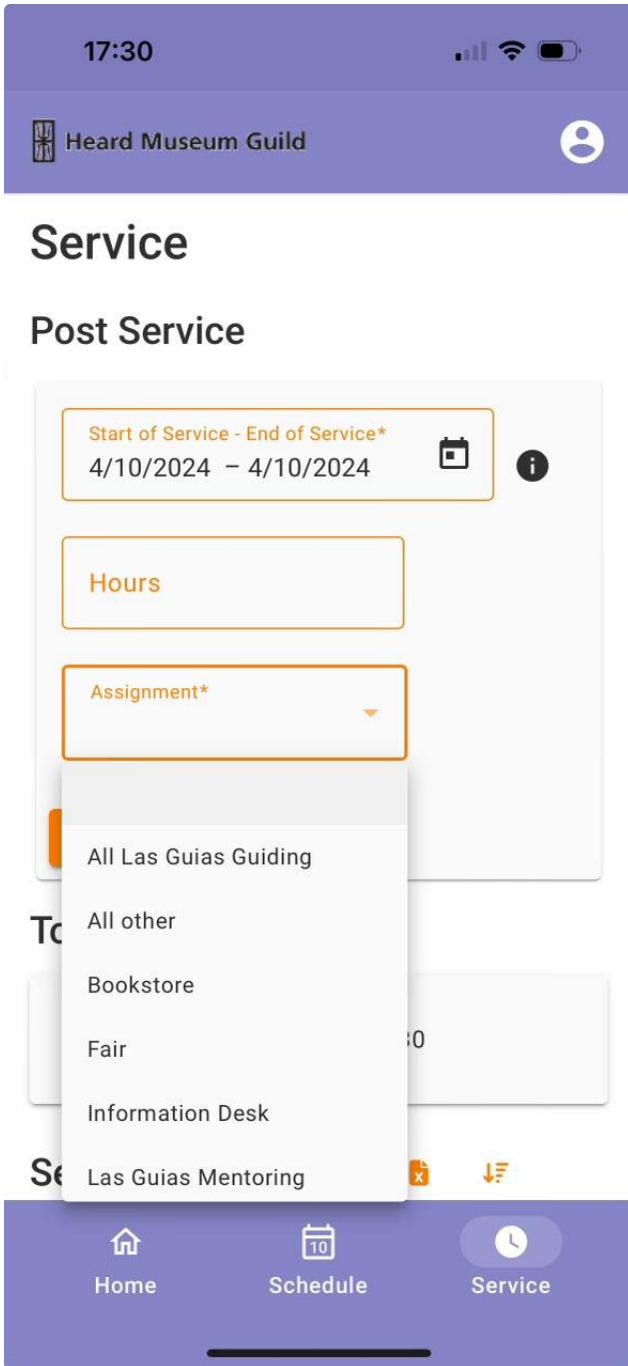 17:30
Heard Museum Guild
Service
Post Service
Start of Service - End of Service*
4/10/2024 – 4/10/2024
Hours
Assignment*
All Las Guias Guiding
All other
Bookstore
Fair
Information Desk
Las Guias Mentoring
10
Home
Schedule
Service